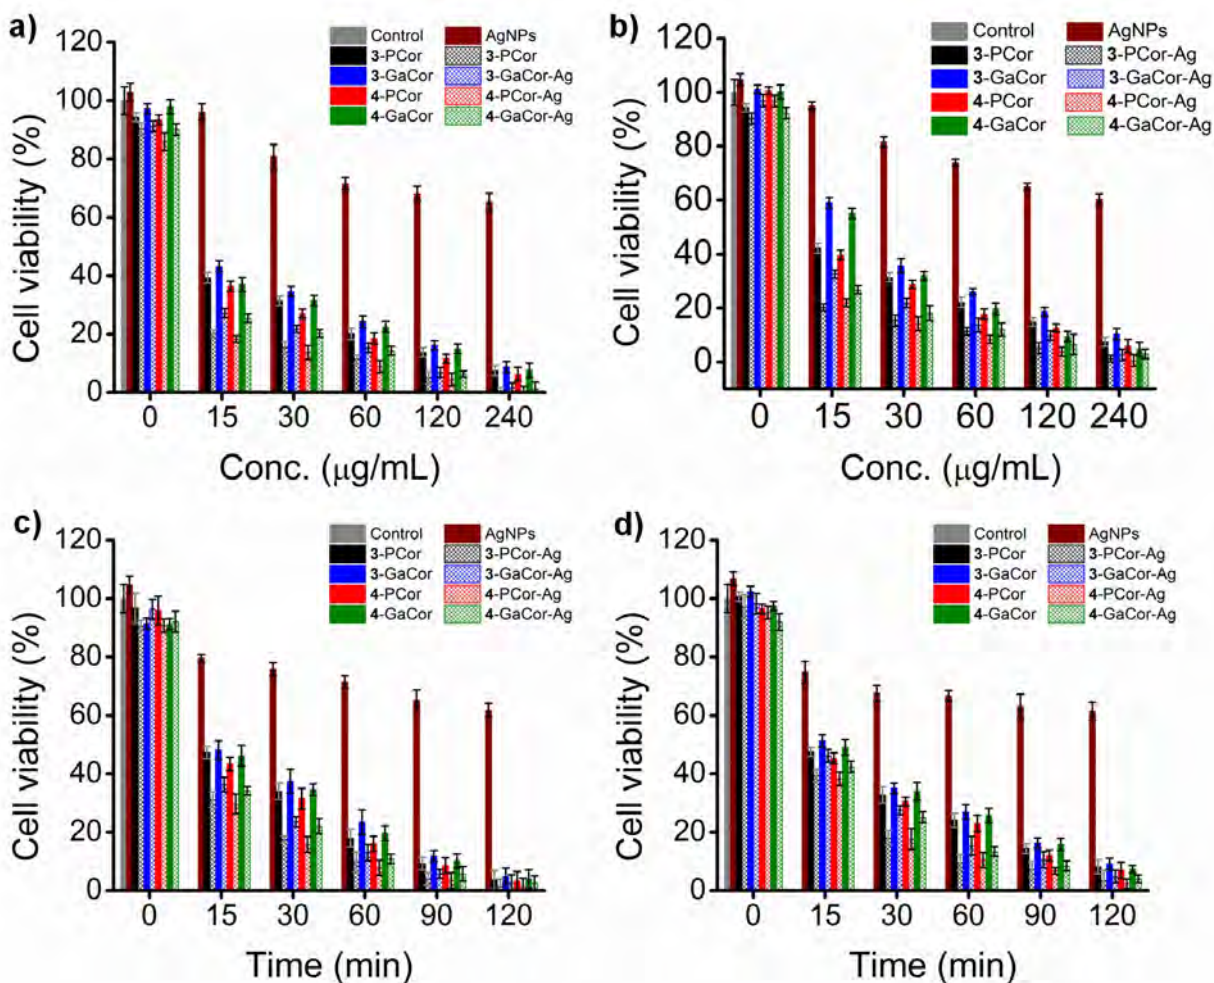 a)
Control AgNPs
3-PCor 3-PCor
3-GaCor 3-GaCor-Ag
4-PCor 4-PCor-Ag
4-GaCor 4-GaCor-Ag
120
100
80
60
40
20
0
Cell viability (%)
0 15 30 60 120 240
Conc. (μg/mL)
b)
Control AgNPs
3-PCor 3-PCor-Ag
3-GaCor 3-GaCor-Ag
4-PCor 4-PCor-Ag
4-GaCor 4-GaCor-Ag
120
100
80
60
40
20
0
Cell viability (%)
0 15 30 60 120 240
Conc. (μg/mL)
c)
Control AgNPs
3-PCor 3-PCor-Ag
3-GaCor 3-GaCor-Ag
4-PCor 4-PCor-Ag
4-GaCor 4-GaCor-Ag
120
100
80
60
40
20
0
Cell viability (%)
0 15 30 60 90 120
Time (min)
d)
Control AgNPs
3-PCor 3-PCor-Ag
3-GaCor 3-GaCor-Ag
4-PCor 4-PCor-Ag
4-GaCor 4-GaCor-Ag
120
100
80
60
40
20
0
Cell viability (%)
0 15 30 60 90 120
Time (min)